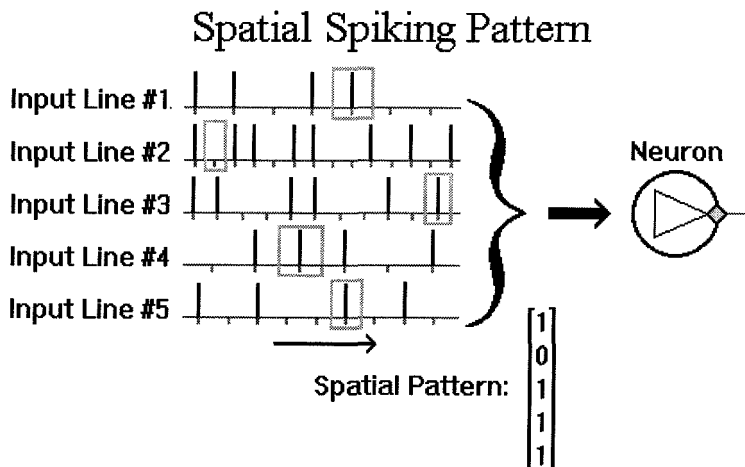 Spatial Spiking Pattern
Input Line #1
Input Line #2
Input Line #3
Input Line #4
Input Line #5
Neuron
Spatial Pattern:
1
0
1
1
1